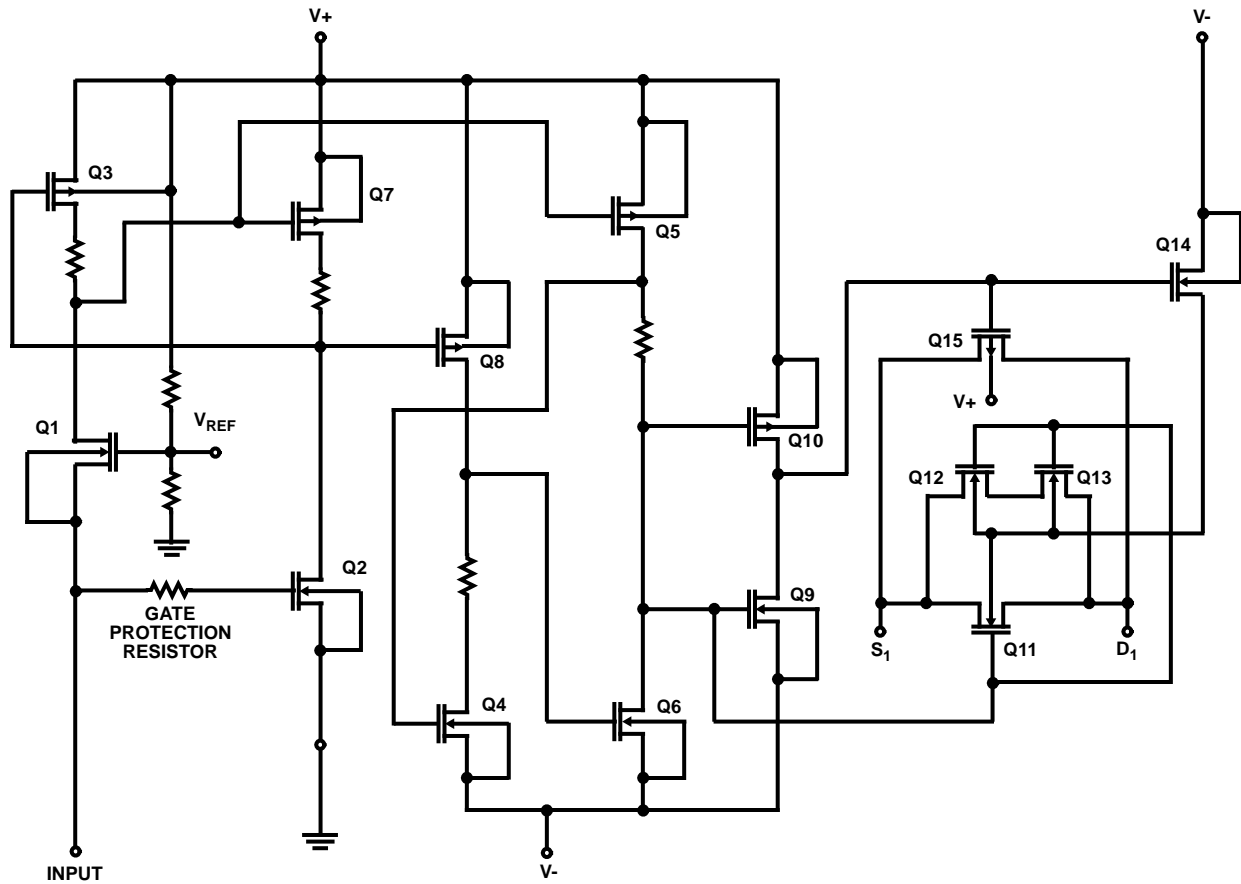 V+
V-
Q3
Q7
Q5
Q14
Q15
Q8
V+
Q1
VREF
Q10
Q12
Q13
Q2
Q9
GATE
PROTECTION
RESISTOR
S1
Q11
D1
Q4
Q6
INPUT
V-